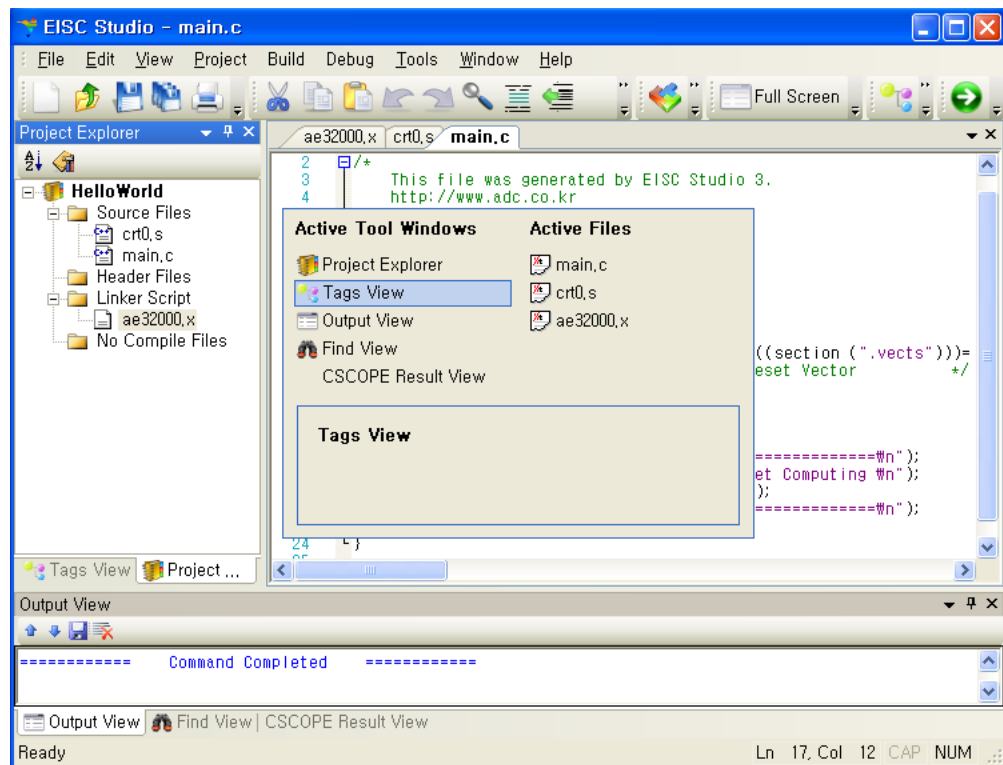 EISC Studio - main.c
File Edit View Project Build Debug Tools Window Help
Full Screen
Project Explorer
ae32000.x crt0.s main.c
HelloWorld
Source Files
crt0.s
main.c
Header Files
Linker Script
ae32000.x
No Compile Files
Tags View Project ...
2 /*
3 This file was generated by EISC Studio 3.
4 http://www.adc.co.kr
Active Tool Windows
Project Explorer
Tags View
Output View
Find View
CSCOPE Result View
Active Files
main.c
crt0.s
ae32000.x
Tags View
((section (".vects")))=
eset Vector */
=============₩n");
et Computing ₩n");
);
=============₩n");
24 }
Output View
============ Command Completed ============
Output View Find View CSCOPE Result View
Ready Ln 17, Col 12 CAP NUM